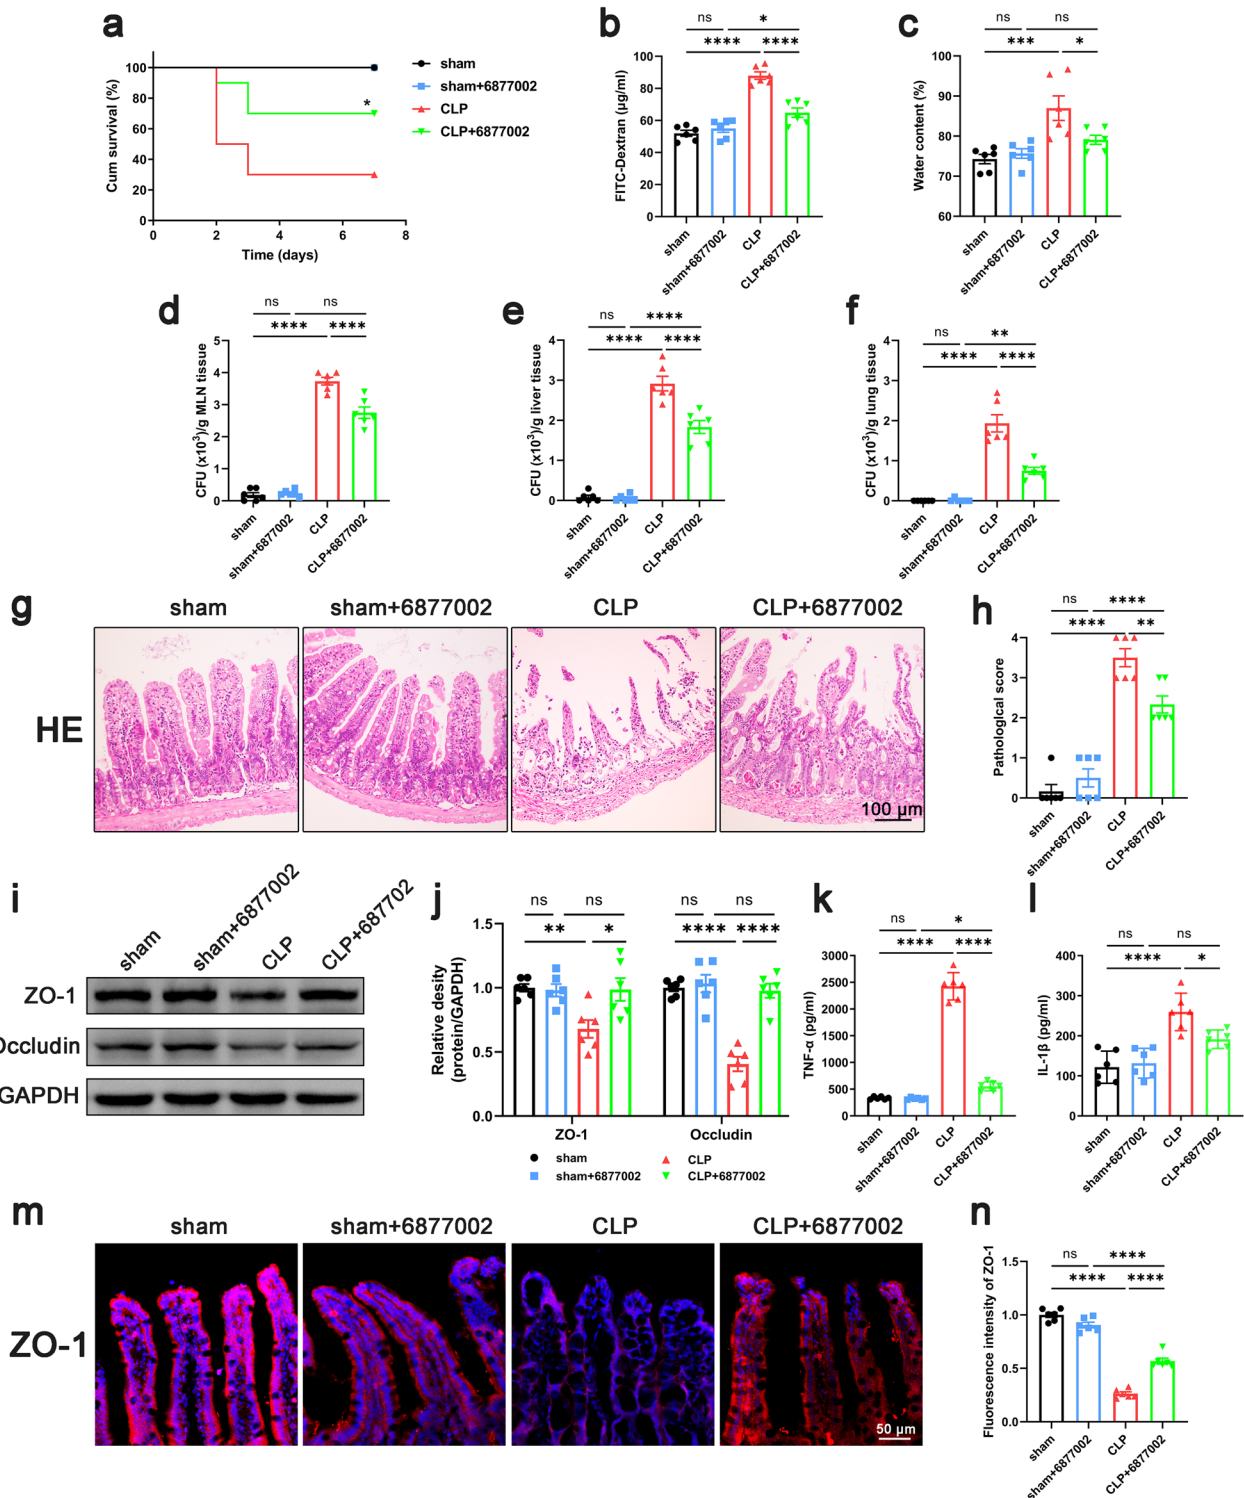 a
Cum survival (%)
100
80
60
40
20
0
0 2 4 6 8
Time (days)
*
sham
sham+6877002
CLP
CLP+6877002
b
ns *
**** ****
FITC-Dextran (μg/ml)
100
80
60
40
20
0
sham
sham+6877002
CLP
CLP+6877002
c
ns ns
*** *
Water content (%)
100
90
80
70
60
sham
sham+6877002
CLP
CLP+6877002
d
ns ns
**** ****
CFU (x10³)/g MLN tissue
5
4
3
2
1
0
sham
sham+6877002
CLP
CLP+6877002
e
ns ****
**** ****
CFU (x10³)/g liver tissue
4
3
2
1
0
sham
sham+6877002
CLP
CLP+6877002
f
ns **
**** ****
CFU (x10³)/g lung tissue
4
3
2
1
0
sham
sham+6877002
CLP
CLP+6877002
g
sham sham+6877002 CLP CLP+6877002
HE
100 μm
h
ns ****
**** **
Pathological score
4
3
2
1
0
sham
sham+6877002
CLP
CLP+6877002
i
sham
sham+6877002
CLP
CLP+687702
ZO-1
Occludin
GAPDH
j
ns ns ns ns
** * **** ****
Relative desity
(protein/GAPDH)
1.5
1.0
0.5
0.0
ZO-1 Occludin
sham CLP
sham+6877002 CLP+6877002
k
ns *
**** ****
TNF-α (pg/ml)
3000
2500
2000
1500
1000
500
0
sham
sham+6877002
CLP
CLP+6877002
l
ns ns
**** *
IL-1β (pg/ml)
400
300
200
100
0
sham
sham+6877002
CLP
CLP+6877002
m
sham sham+6877002 CLP CLP+6877002
ZO-1
50 μm
n
ns ****
**** ****
Fluorescence intensity of ZO-1
1.5
1.0
0.5
0.0
sham
sham+6877002
CLP
CLP+6877002